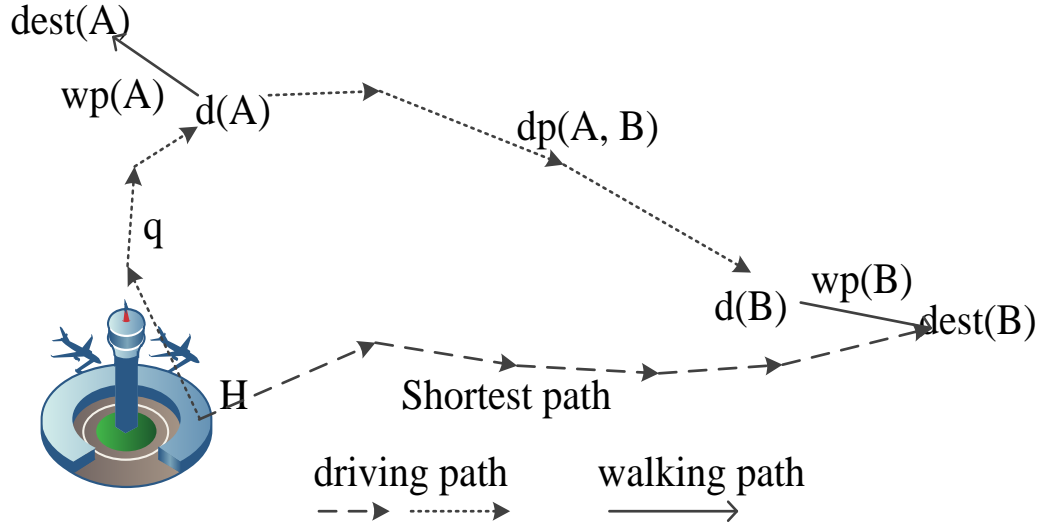 dest(A)
wp(A)
d(A)
dp(A, B)
q
wp(B)
d(B)
dest(B)
H
Shortest path
driving path
walking path